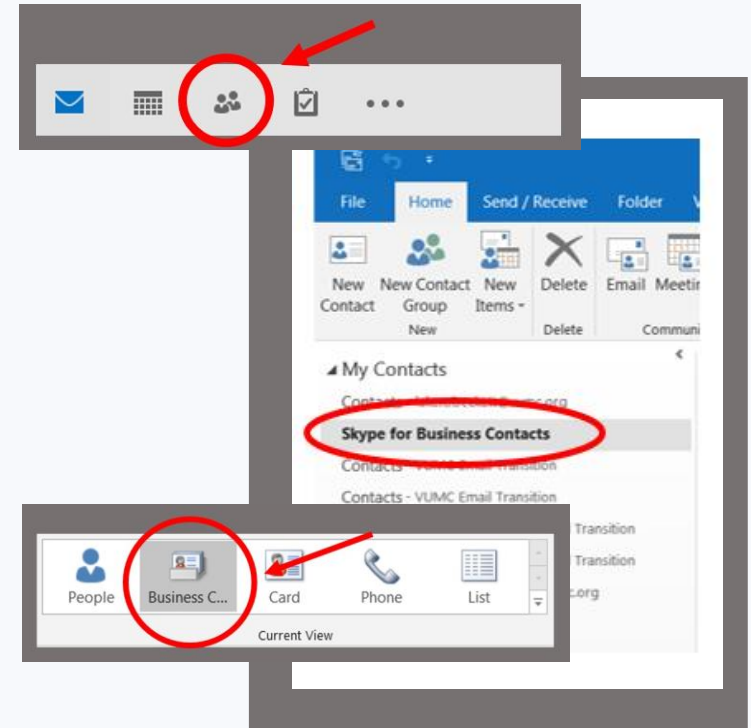 File Home Send / Receive Folder
New Contact New Contact Group New Items Delete Email
New Delete
My Contacts
Contacts
Skype for Business Contacts
Contacts - VUMC Email Transition
Contacts - VUMC Email Transition
Transition
Transition
.org
People Business C... Card Phone List
Current View